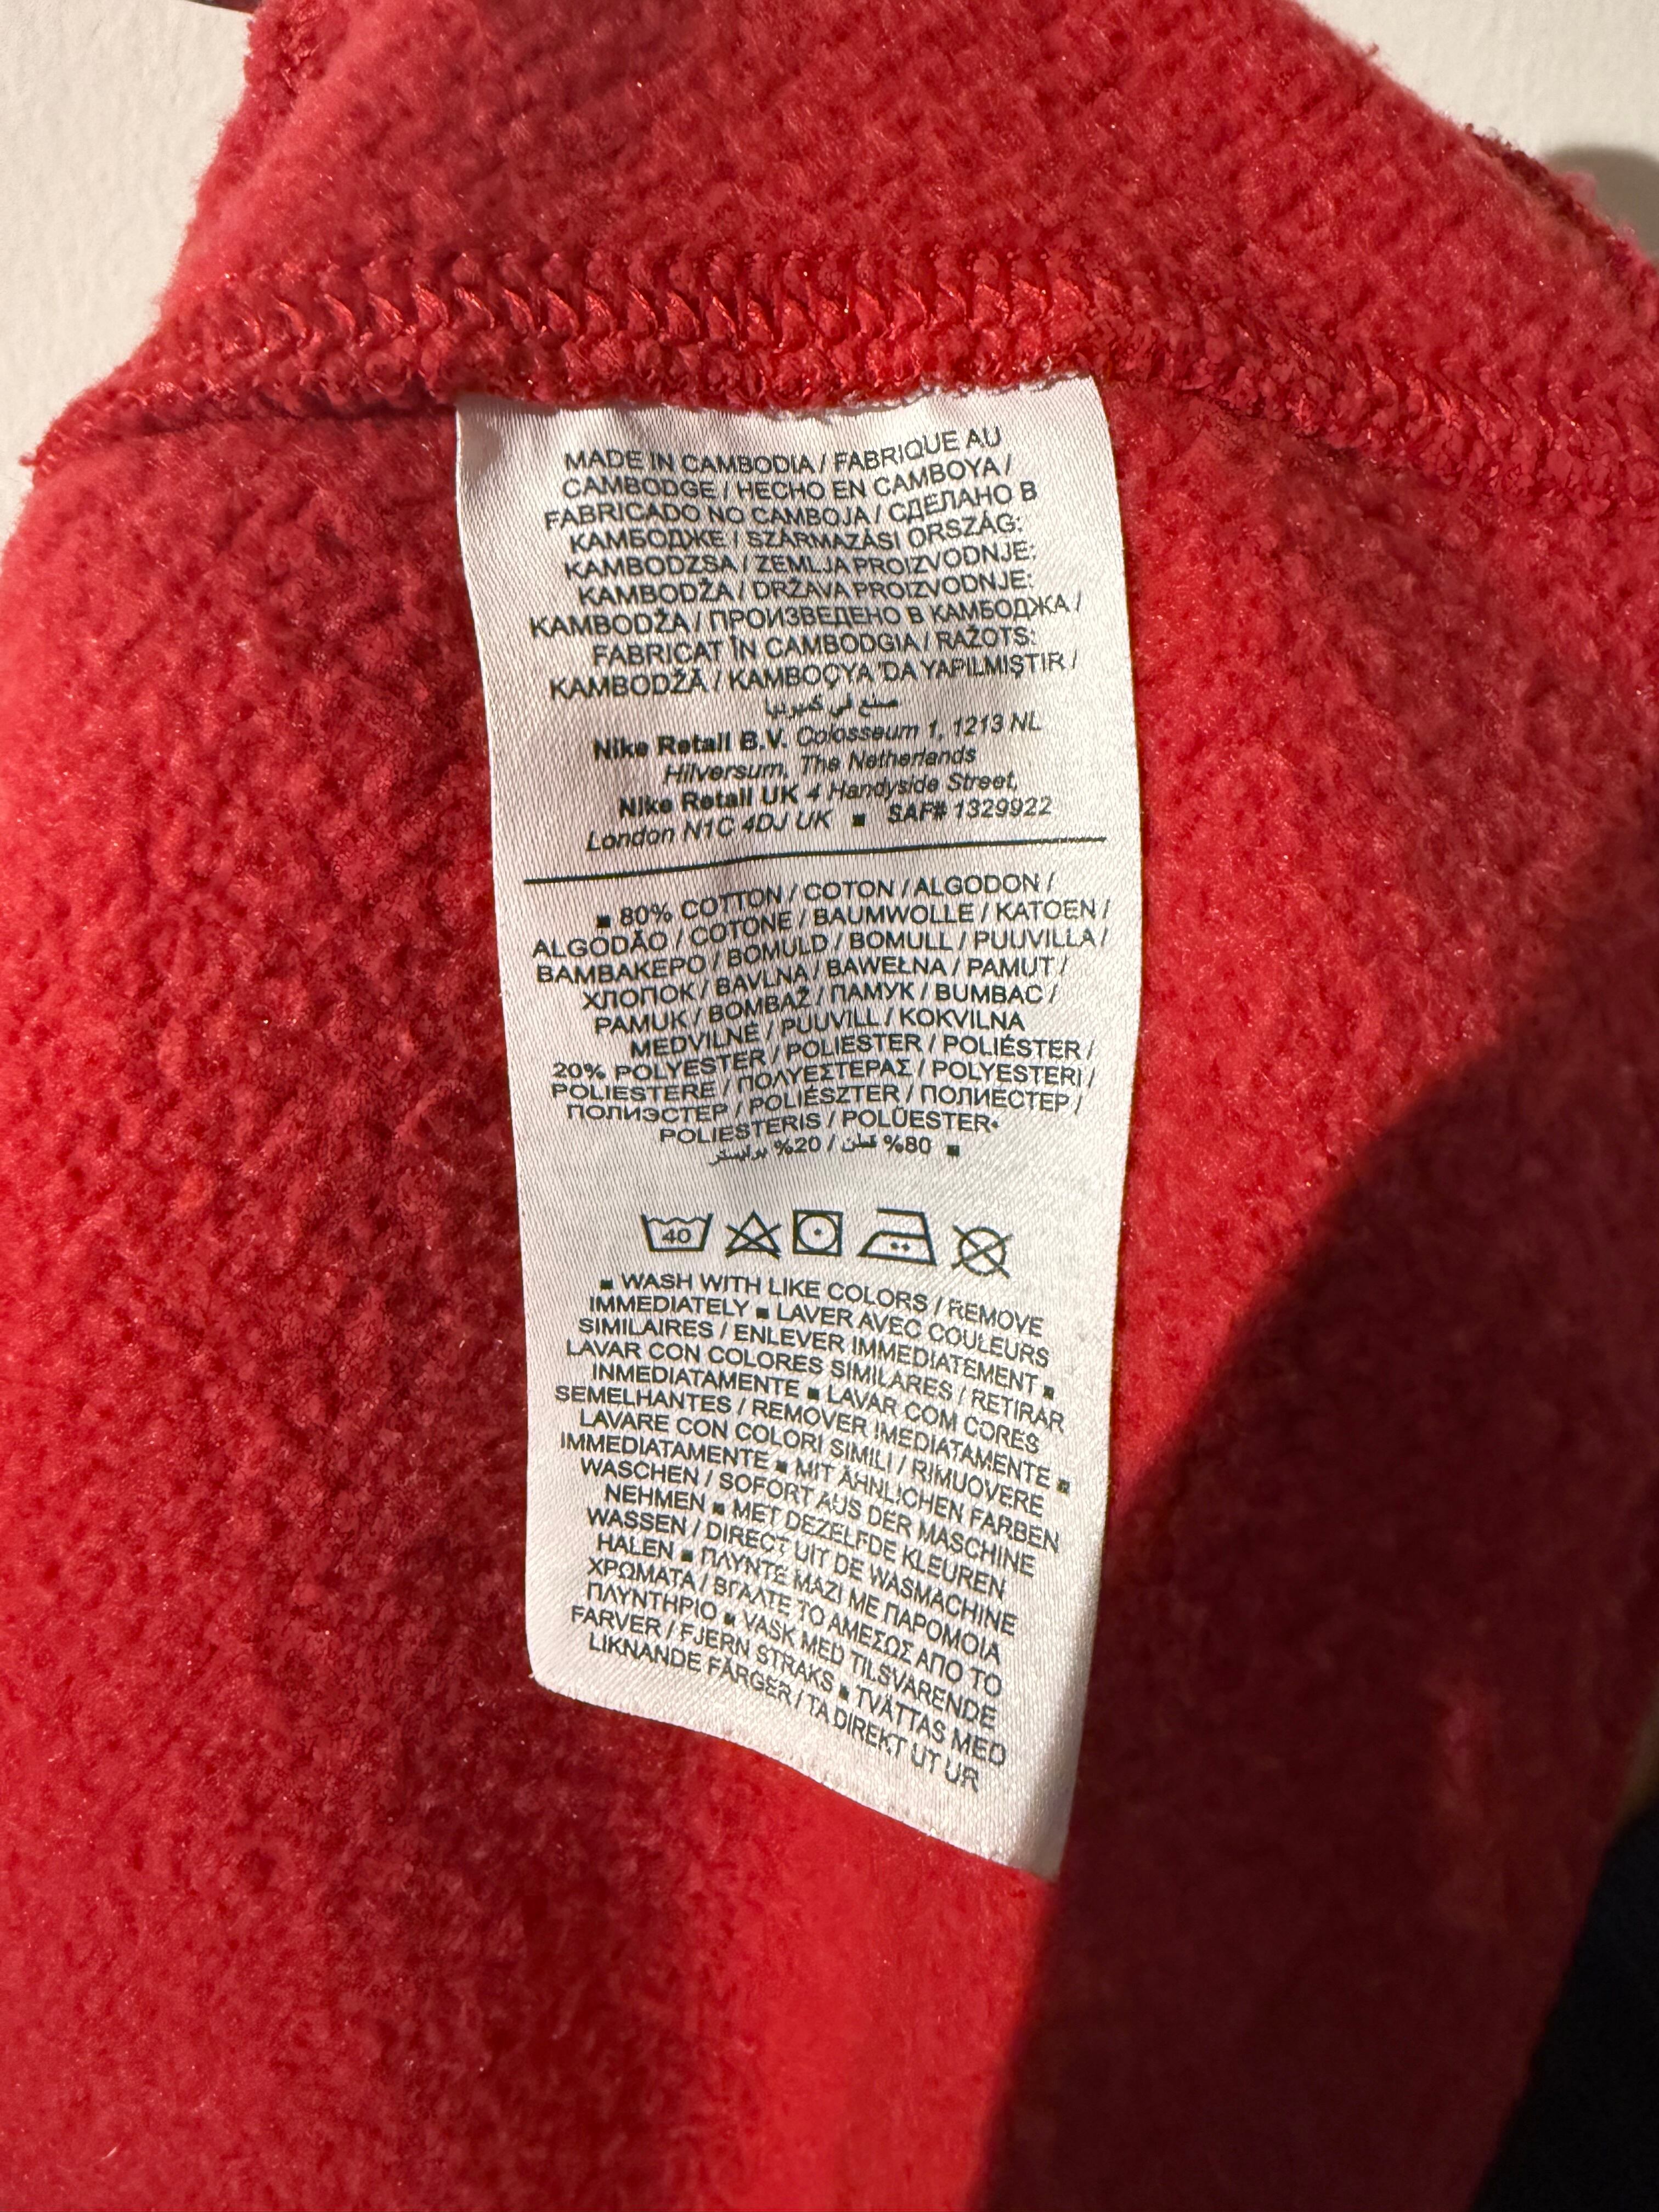 MADE IN CAMBODIA / FABRIQUE AU
CAMBODGE / HECHO EN CAMBOYA /
FABRICADO NO CAMBOJA / СДЕЛАНО В
КАМБОДЖЕ / SZÁRMAZÁSI ORSZÁG:
KAMBODZSA / ZEMLJA PROIZVODNJE:
KAMBODŽA / DRŽAVA PROIZVODNJE:
KAMBODŽA / ПРОИЗВЕДЕНО В КАМБОДЖА /
FABRICAT ÎN CAMBODGIA / RAŽOTS:
KAMBODŽĀ / KAMBOÇYA 'DA YAPILMIŞTIR /
صنع في كمبوديا
Nike Retail B.V. Colosseum 1, 1213 NL
Hilversum, The Netherlands
Nike Retail UK 4 Handyside Street,
London N1C 4DJ UK ■ SAF# 1329922
■ 80% COTTON / COTON / ALGODON /
ALGODÃO / COTONE / BAUMWOLLE / KATOEN /
ΒΑΜΒΑΚΕΡΟ / BOMULD / BOMULL / PUUVILLA /
ХЛОПОК / BAVLNA / BAWEŁNA / PAMUT /
PAMUK / BOMBAŽ / ПАМУК / BUMBAC /
MEDVILNĖ / PUUVILL / KOKVILNA
20% POLYESTER / POLIESTER / POLIÉSTER /
POLIESTERE / ΠΟΛΥΕΣΤΕΡΑΣ / POLYESTERI /
ПОЛИЭСТЕР / POLIÉSZTER / ПОЛИЕСТЕР /
POLIESTERIS / POLÜESTER•
80% قطن / 20% بوليستر ■
40
■ WASH WITH LIKE COLORS / REMOVE
IMMEDIATELY ■ LAVER AVEC COULEURS
SIMILAIRES / ENLEVER IMMEDIATEMENT ■
LAVAR CON COLORES SIMILARES / RETIRAR
INMEDIATAMENTE ■ LAVAR COM CORES
SEMELHANTES / REMOVER IMEDIATAMENTE ■
LAVARE CON COLORI SIMILI / RIMUOVERE
IMMEDIATAMENTE ■ MIT ÄHNLICHEN FARBEN
WASCHEN / SOFORT AUS DER MASCHINE
NEHMEN ■ MET DEZELFDE KLEUREN
WASSEN / DIRECT UIT DE WASMACHINE
HALEN ■ ΠΛΥΝΤΕ ΜΑΖΙ ΜΕ ΠΑΡΟΜΟΙΑ
ΧΡΩΜΑΤΑ / ΒΓΑΛΤΕ ΤΟ ΑΜΕΣΩΣ ΑΠΟ ΤΟ
ΠΛΥΝΤΗΡΙΟ ■ VASK MED TILSVARENDE
FARVER / FJERN STRAKS ■ TVÄTTAS MED
LIKNANDE FÄRGER / TA DIREKT UT UR